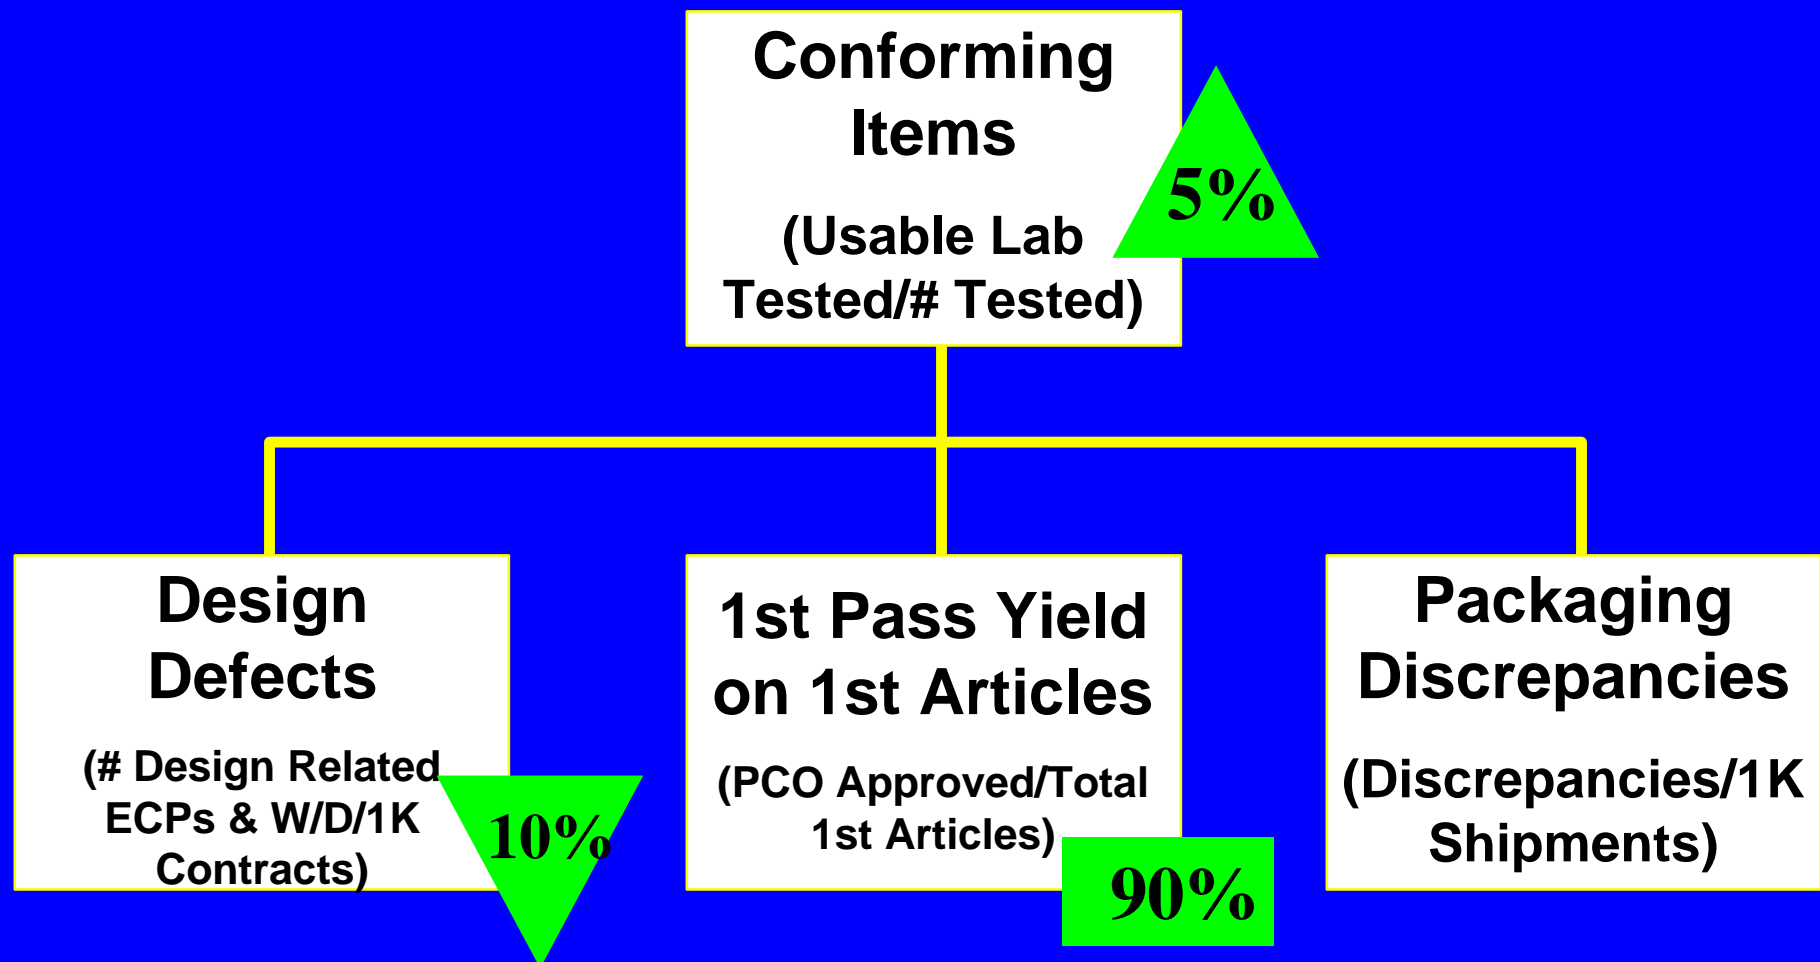 Conforming
Items
(Usable Lab
Tested/# Tested)
5%
Design
Defects
(# Design Related
ECPs & W/D/1K
Contracts)
10%
1st Pass Yield
on 1st Articles
(PCO Approved/Total
1st Articles)
90%
Packaging
Discrepancies
(Discrepancies/1K
Shipments)